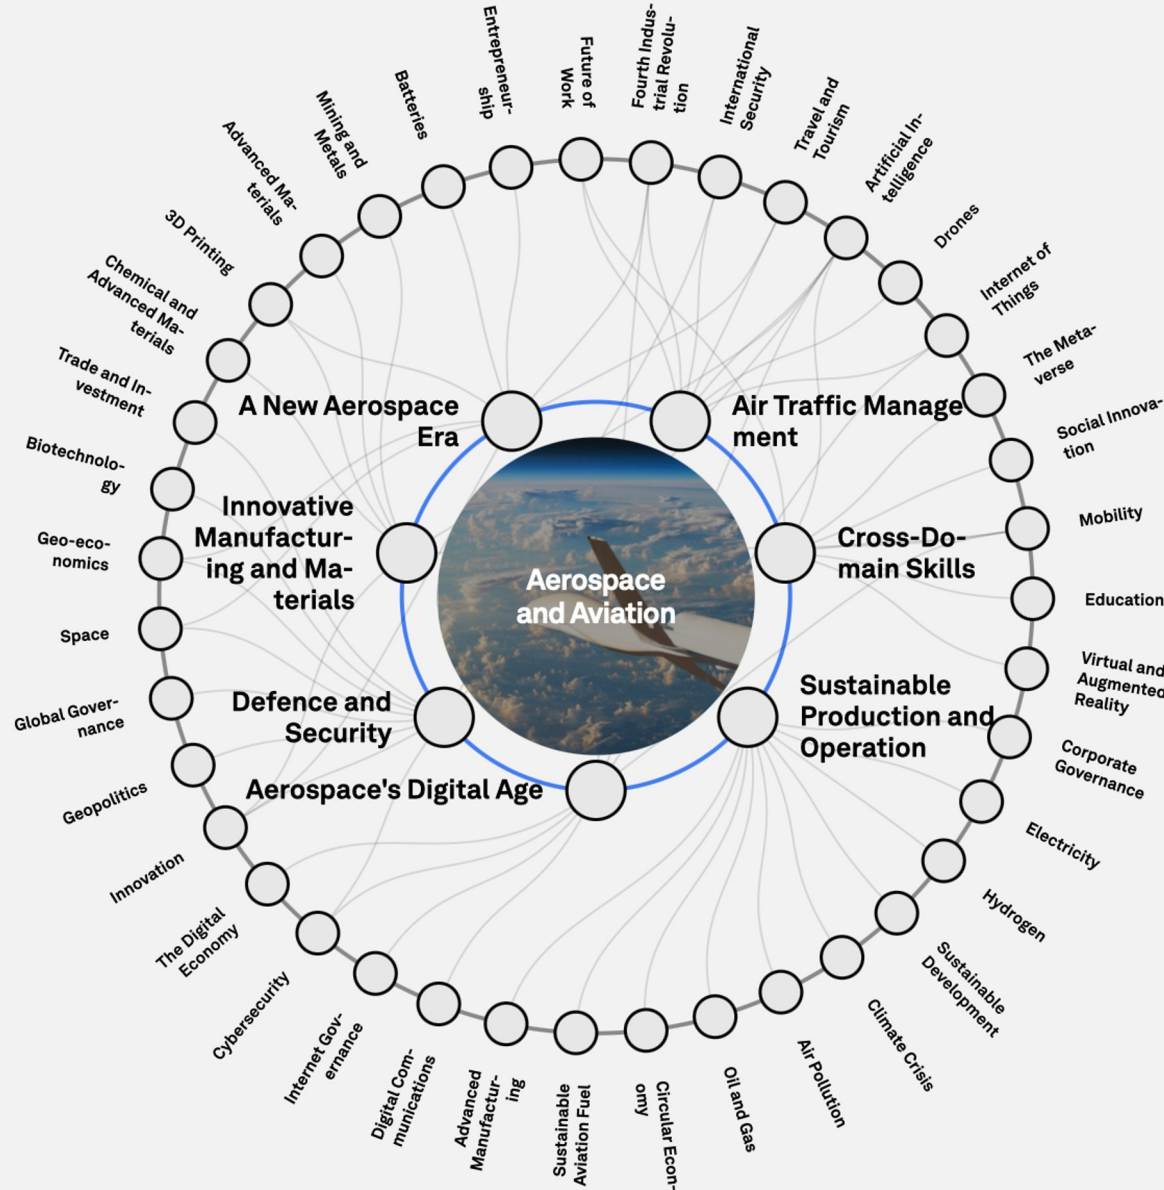 Entrepreneur-
ship
Future of
Work
Fourth Indus-
trial Revolu-
tion
International
Security
Travel and
Tourism
Artificial In-
telligence
Drones
Internet of
Things
The Meta-
verse
Social Innova-
tion
Mobility
Education
Virtual and
Augmented
Reality
Corporate
Governance
Electricity
Hydrogen
Sustainable
Development
Climate Crisis
Air Pollution
Oil and Gas
Circular Econ-
omy
Sustainable
Aviation Fuel
Advanced
Manufactur-
ing
Digital Com-
munications
Internet Gov-
ernance
Cybersecurity
The Digital
Economy
Innovation
Geopolitics
Global Gover-
nance
Space
Geo-eco-
nomics
Biotechnolo-
gy
Trade and In-
vestment
Chemical and
Advanced Ma-
terials
3D Printing
Advanced Ma-
terials
Mining and
Metals
Batteries
A New Aerospace
Era
Air Traffic Manage
ment
Innovative
Manufactur-
ing and Ma-
terials
Cross-Do-
main Skills
Aerospace
and Aviation
Defence and
Security
Sustainable
Production and
Operation
Aerospace's Digital Age